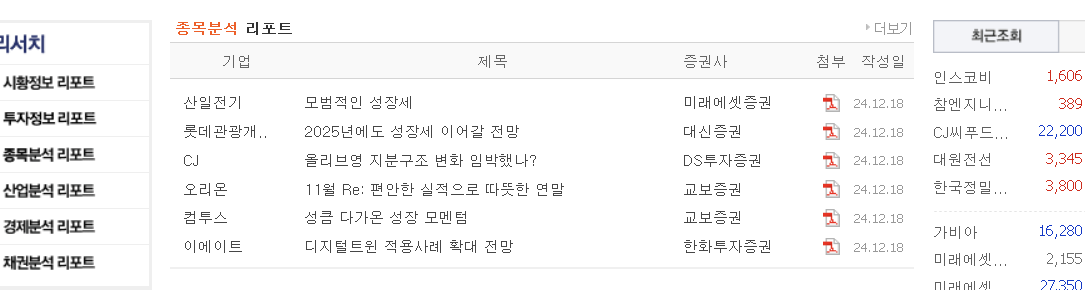 리서치
시황정보 리포트
투자정보 리포트
종목분석 리포트
산업분석 리포트
경제분석 리포트
채권분석 리포트
종목분석 리포트
더보기
기업 제목 증권사 첨부 작성일
산일전기 모범적인 성장세 미래에셋증권 24.12.18
롯데관광개.. 2025년에도 성장세 이어갈 전망 대신증권 24.12.18
CJ 올리브영 지분구조 변화 임박했나? DS투자증권 24.12.18
오리온 11월 Re: 편안한 실적으로 따뜻한 연말 교보증권 24.12.18
컴투스 성큼 다가온 성장 모멘텀 교보증권 24.12.18
이에이트 디지털트윈 적용사례 확대 전망 한화투자증권 24.12.18
최근조회
인스코비 1,606
참엔지니... 389
CJ씨푸드... 22,200
대원전선 3,345
한국정밀... 3,800
가비아 16,280
미래에셋... 2,155
미래에셋 27,350